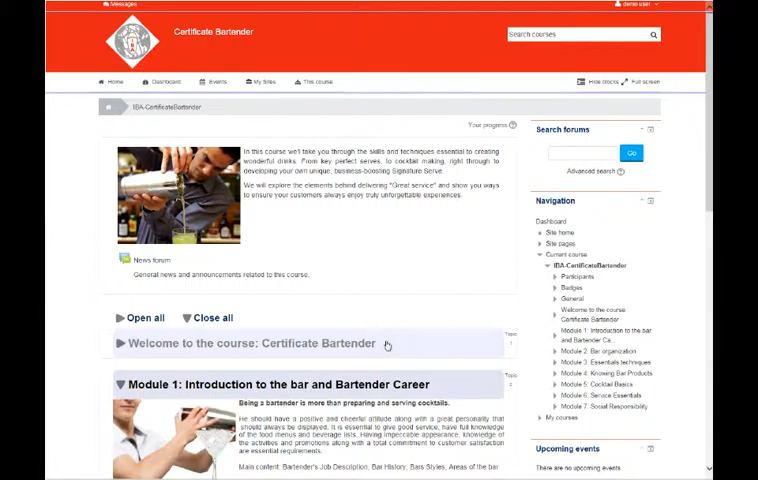 Messages
demo user
Certificate Bartender
Search courses
Home
Dashboard
Events
My Sites
This course
Hide blocks
Full screen
IBA-CertificateBartender
Your progress
In this course we'll take you through the skills and techniques essential to creating
wonderful drinks. From key perfect serves, to cocktail making, right through to
developing your own unique, business-boosting Signature Serve.
We will explore the elements behind delivering "Great service" and show you ways
to ensure your customers always enjoy truly unforgettable experiences.
News forum
General news and announcements related to this course.
Open all
Close all
Welcome to the course: Certificate Bartender
Topic
1
Module 1: Introduction to the bar and Bartender Career
Topic
2
Being a bartender is more than preparing and serving cocktails.
He should have a positive and cheerful attitude along with a great personality that
should always be displayed. It is essential to give good service, have full knowledge
of the food menus and beverage lists. Having impeccable appearance, knowledge of
the activities and promotions along with a total commitment to customer satisfaction
are essential requirements.
Main content: Bartender's Job Description, Bar History, Bars Styles, Areas of the bar
Search forums
Go
Advanced search
Navigation
Dashboard
Site home
Site pages
Current course
IBA-CertificateBartender
Participants
Badges
General
Welcome to the course:
Certificate Bartender
Module 1: Introduction to the bar
and Bartender Ca...
Module 2: Bar organization
Module 3: Essentials techniques
Module 4: Knowing Bar Products
Module 5: Cocktail Basics
Module 6: Service Essentials
Module 7: Social Responsibility
My courses
Upcoming events
There are no upcoming events